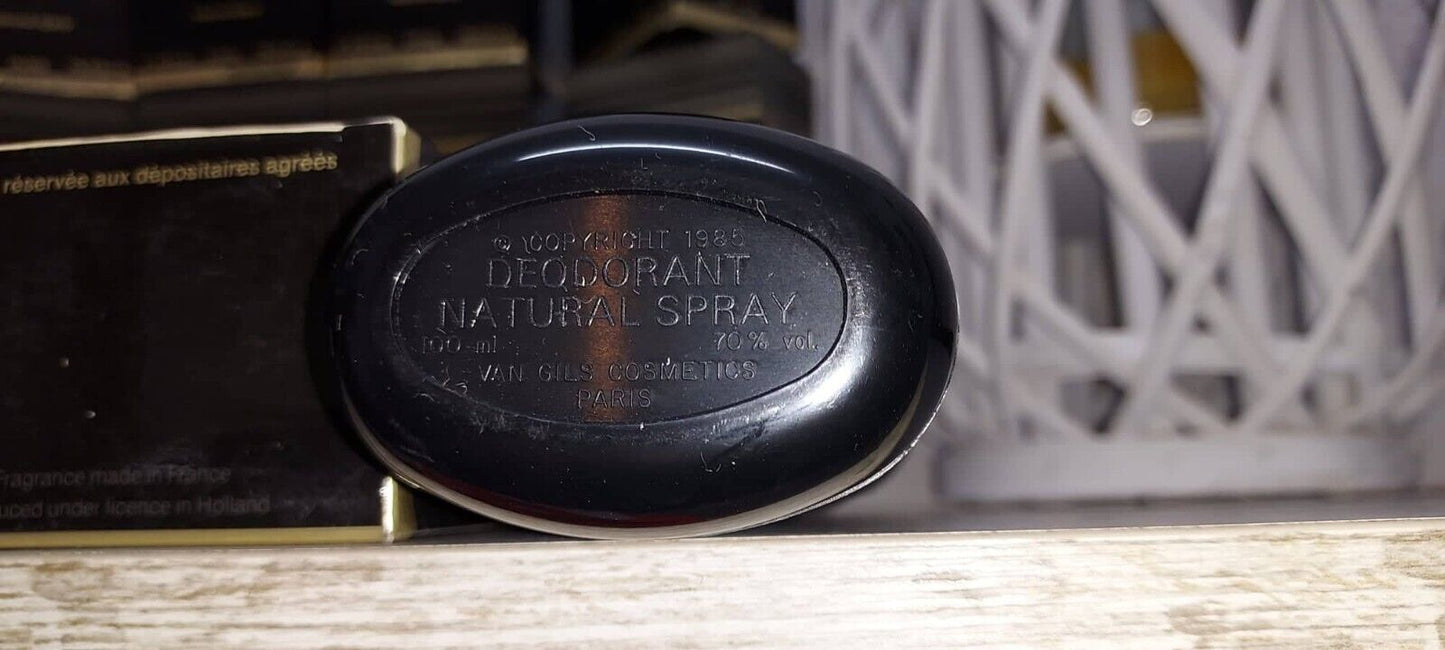 réservée aux dépositaires agréés
Fragrance made in France
uced under licence in Holland
© COPYRIGHT 1985
DEODORANT
NATURAL SPRAY
100 ml 70% vol.
VAN GILS COSMETICS
PARIS